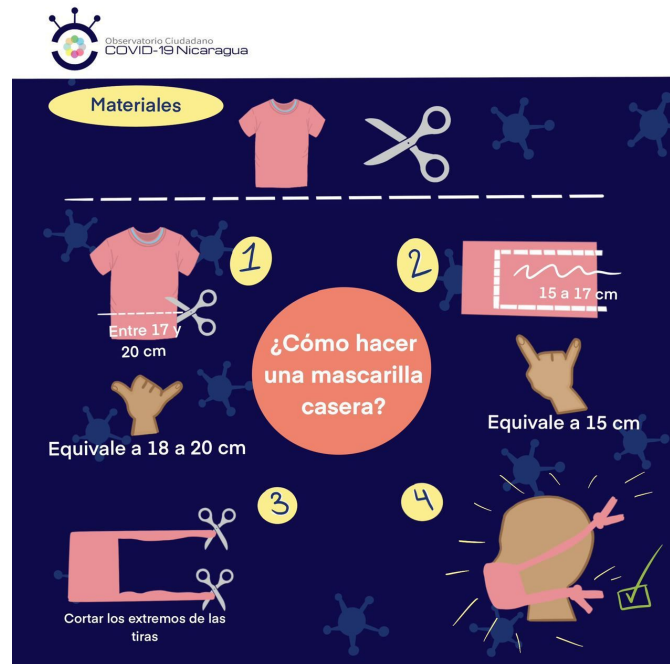 Observatorio Ciudadano
COVID-19 Nicaragua
Materiales
1
Entre 17 y
20 cm
Equivale a 18 a 20 cm
2
15 a 17 cm
Equivale a 15 cm
¿Cómo hacer
una mascarilla
casera?
3
Cortar los extremos de las
tiras
4